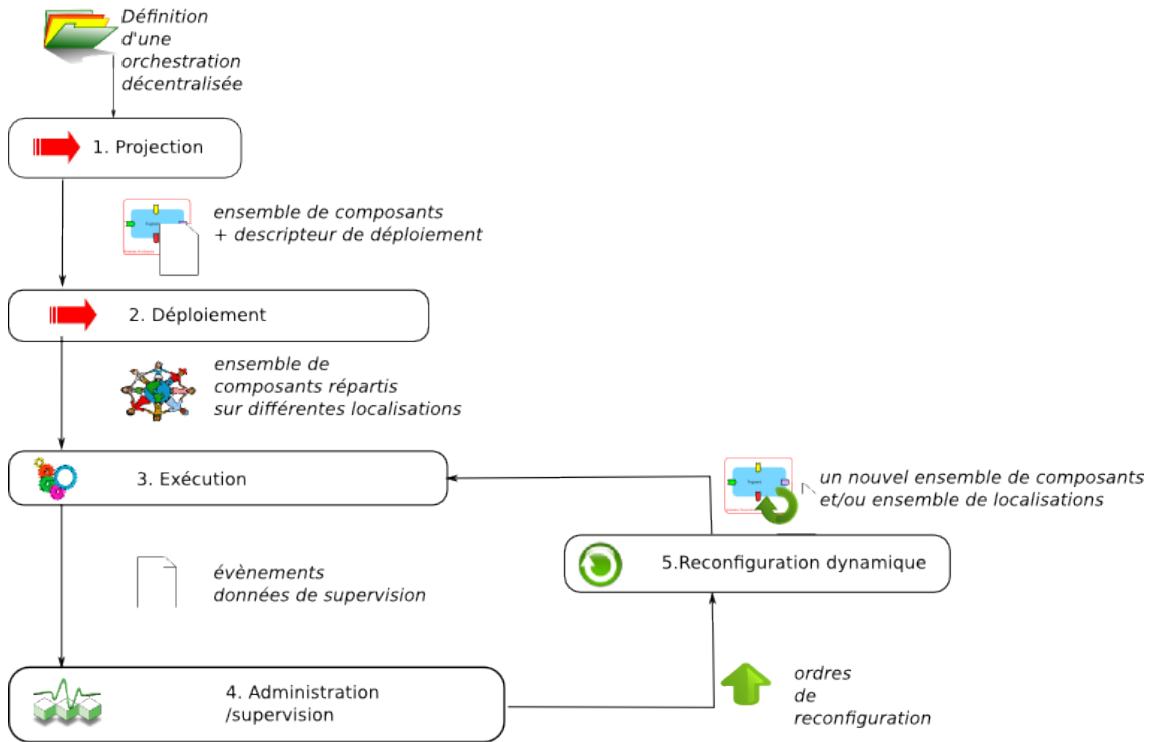 Définition
d'une
orchestration
décentralisée
1. Projection
ensemble de composants
+ descripteur de déploiement
2. Déploiement
ensemble de
composants répartis
sur différentes localisations
3. Exécution
un nouvel ensemble de composants
et/ou ensemble de localisations
5.Reconfiguration dynamique
évènements
données de supervision
4. Administration
/supervision
ordres
de
reconfiguration